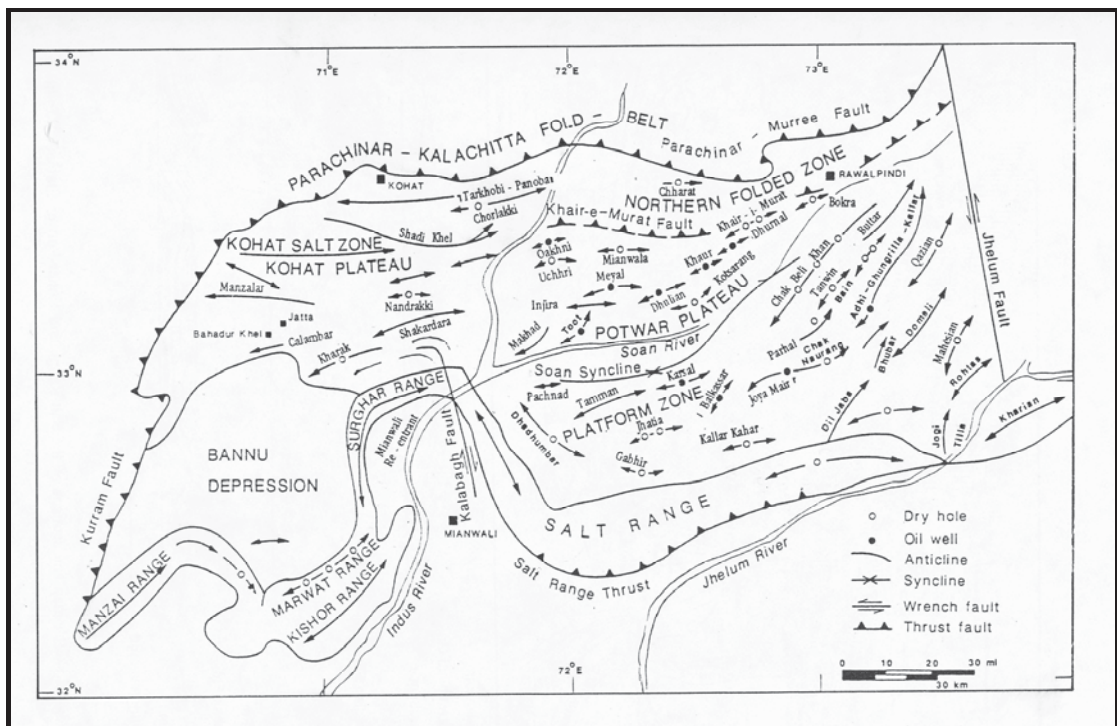 34°N
71°E
72°E
73°E
PARACHINAR - KALACHITTA FOLD - BELT
Parachinar - Murree Fault
KOHAT
Tarkhobi - Panoba
Chorlakki
Chharat
NORTHERN FOLDED ZONE
RAWALPINDI
Bokra
Khair-e-Murat Fault
Khair - i - Murat
Dhurnal
Shadi Khel
KOHAT SALT ZONE
KOHAT PLATEAU
Oakhni
Uchhri
Mianwala
Khaur
Meyal
Kotsarang
Dhulian
Chak Beli Khan
Buttar
Tanwin
Bain
Adhi-Ghungrilla-Kallar
Qazian
Jhelum Fault
Manzalar
Jatta
Bahadur Khel
Nandrakki
Injira
Toot
Makhad
POTWAR PLATEAU
Shakardara
Calambar
Kharak
Soan River
Soan Syncline
Parhal
Chak
Naurang
Bhubar
Domeli
Mahesian
Rohtas
33°N
SURGHAR RANGE
Pachnad
Tamman
Karsal
Balkassar
Joya Mair
PLATFORM ZONE
Dhadhumbar
Jhatla
Kallar Kahar
Gabhir
Dil Jaba
Jogi
Tilla
Kharian
Mianwali
Re-entrant
Kalabagh Fault
BANNU
DEPRESSION
Kurram Fault
SALT RANGE
MIANWALI
Salt Range Thrust
Jhelum River
MANZAI RANGE
MARWAT RANGE
KISHOR RANGE
Indus River
Dry hole
Oil well
Anticline
Syncline
Wrench fault
Thrust fault
0 10 20 30 ml
30 km
32°N
72°E